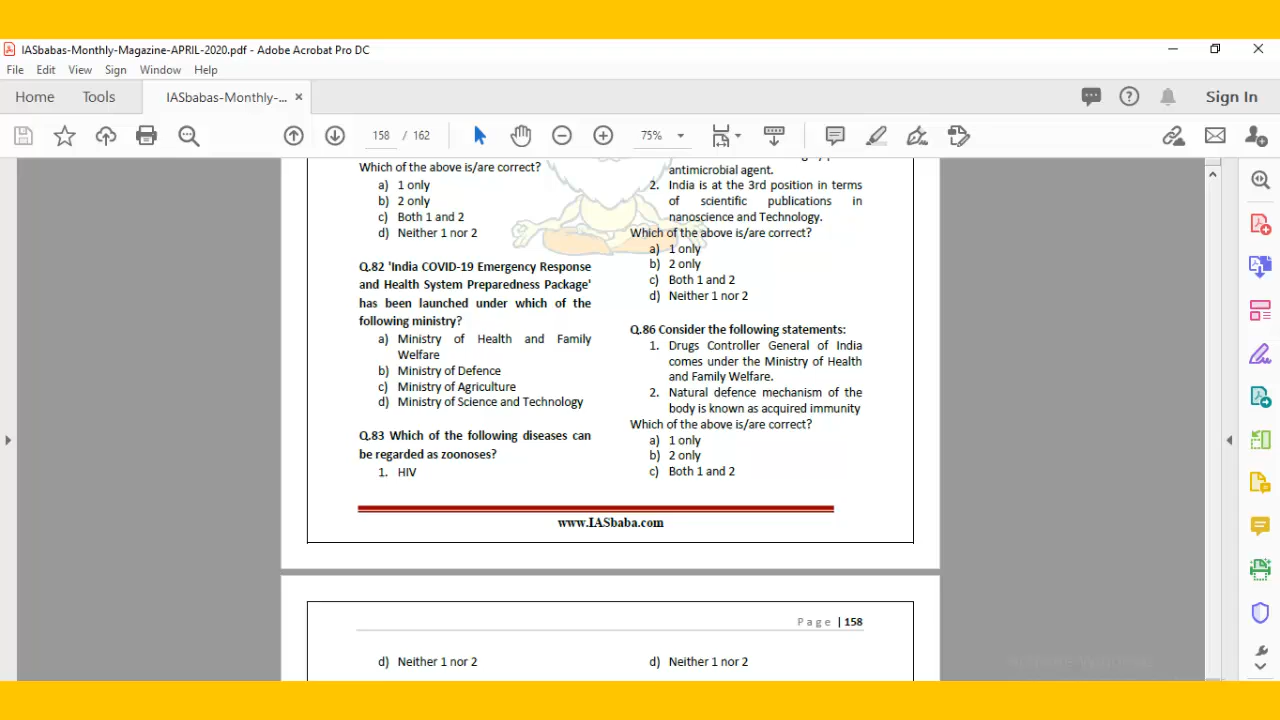 IASbabas-Monthly-Magazine-APRIL-2020.pdf - Adobe Acrobat Pro DC
File Edit View Sign Window Help
Home Tools IASbabas-Monthly-... × Sign In
158 / 162 75%
Which of the above is/are correct?
a) 1 only
b) 2 only
c) Both 1 and 2
d) Neither 1 nor 2
Q.82 'India COVID-19 Emergency Response
and Health System Preparedness Package'
has been launched under which of the
following ministry?
a) Ministry of Health and Family
Welfare
b) Ministry of Defence
c) Ministry of Agriculture
d) Ministry of Science and Technology
Q.83 Which of the following diseases can
be regarded as zoonoses?
1. HIV
antimicrobial agent.
2. India is at the 3rd position in terms
of scientific publications in
nanoscience and Technology.
Which of the above is/are correct?
a) 1 only
b) 2 only
c) Both 1 and 2
d) Neither 1 nor 2
Q.86 Consider the following statements:
1. Drugs Controller General of India
comes under the Ministry of Health
and Family Welfare.
2. Natural defence mechanism of the
body is known as acquired immunity
Which of the above is/are correct?
a) 1 only
b) 2 only
c) Both 1 and 2
www.IASbaba.com
Page | 158
d) Neither 1 nor 2
d) Neither 1 nor 2